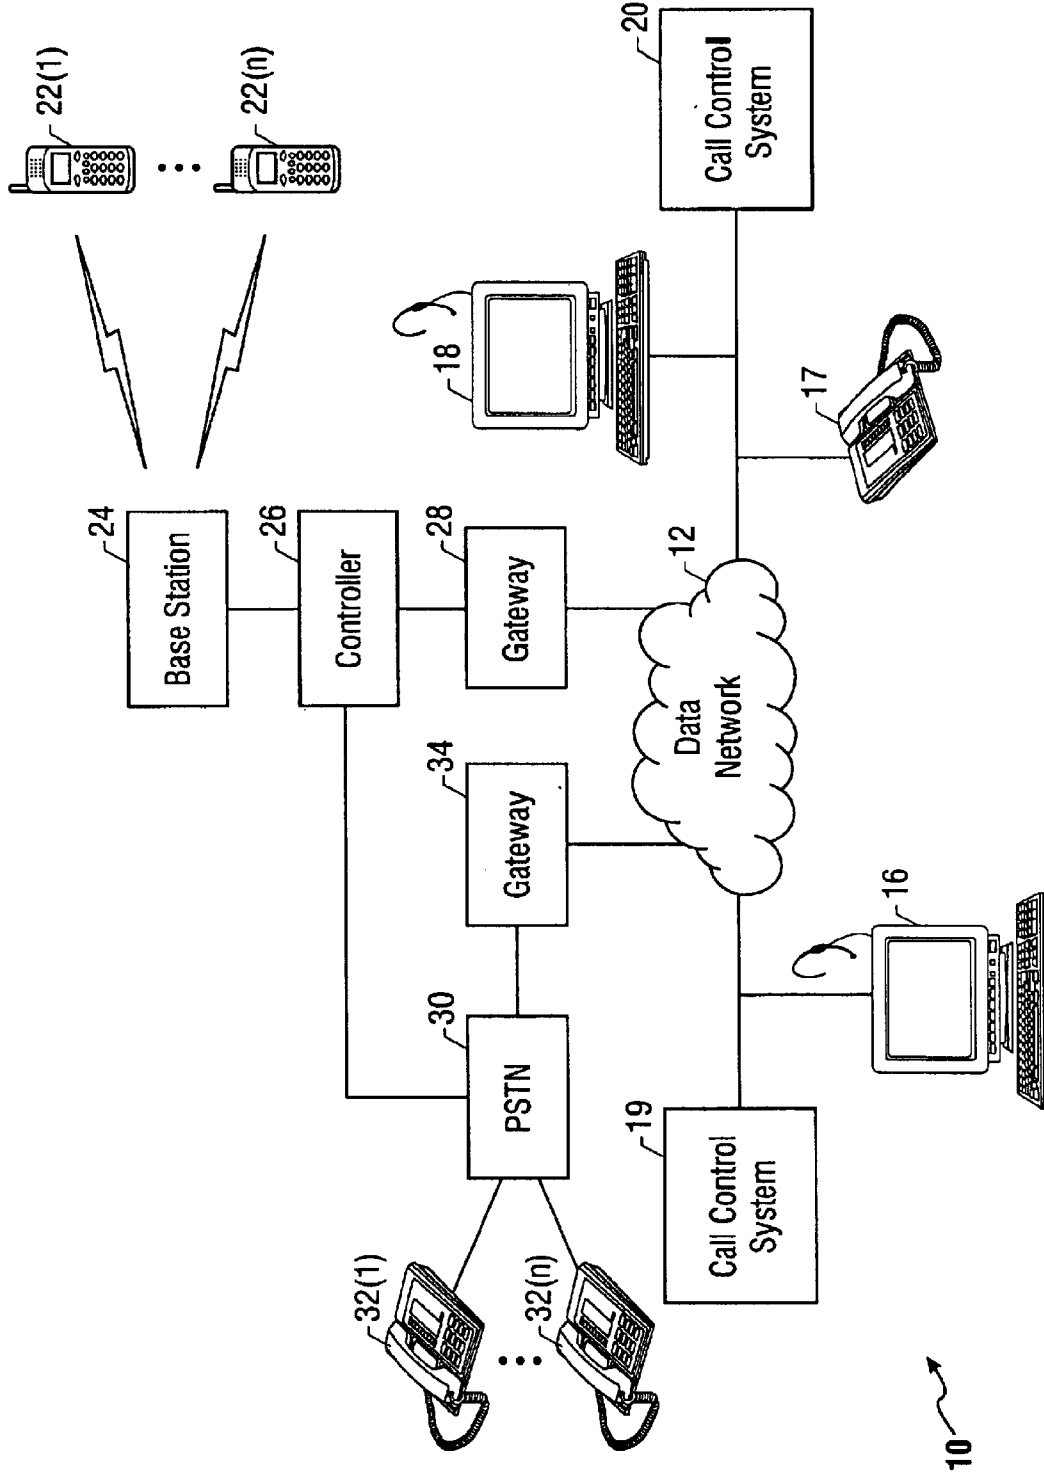 22(1)
22(n)
24
Base Station
26
Controller
28
Gateway
18
20
Call Control
System
17
12
Data
Network
34
Gateway
30
PSTN
32(1)
32(n)
19
Call Control
System
16
10